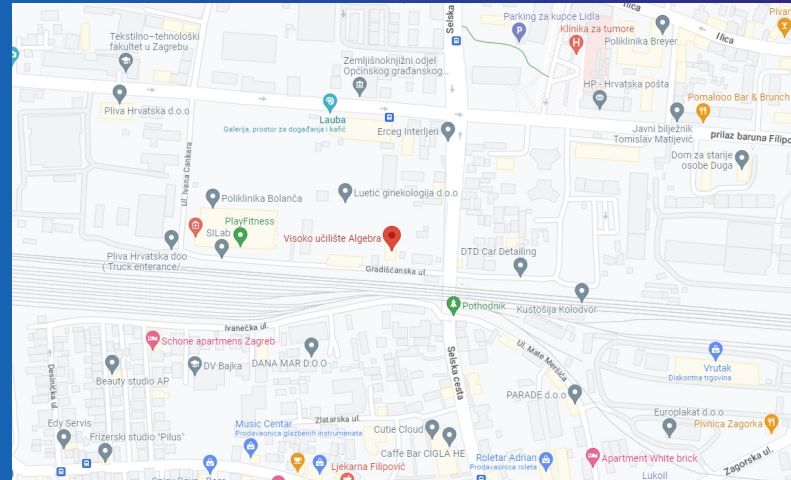 Selska
Parking za kupce Lidla
Klinika za tumore
Ilica
Ilica
Poliklinika Breyer
Tekstilno-tehnološki
fakultet u Zagrebu
Zemljišnoknjižni odjel
Općinskog građanskog...
HP - Hrvatska pošta
Pomalooo Bar & Brunch
Pliva Hrvatska d.o.o
Lauba
Galerija, prostor za događanja i kafić
Erceg Interljeri
Javni bilježnik
Tomislav Matijević
prilaz baruna Filipo
Dom za starije
osobe Duga
Ul. Ivana Cankara
Poliklinika Bolanča
Luetić ginekologija d.o.o
PlayFitness
SILab
Visoko učilište Algebra
DTD Car Detailing
Pliva Hrvatska doo
( Truck enterance/...
Gradišćanska ul.
Pothodnik
Kustošija Kolodvor
Ivanečka ul.
Schone apartmens Zagreb
DV Bajka
DANA MAR D.O.O
Beauty studio AP
Desinićka ul.
Selska cesta
Ul. Mate Meršića
Vrutak
Diskontna trgovina
PARADE d.o.o
Europlakat d.o.o
Pivnica Zagorka
Zlatarska ul.
Edy Servis
Frizerski studio "Pilus"
Music Centar
Prodavaonica glazbenih instrumenata
Cutie Cloud
Caffe Bar CIGLA HE
Roletar Adrian
Prodavaonica roleta
Apartment White brick
Zagorska ul.
Ljekarna Filipović
Lukoil